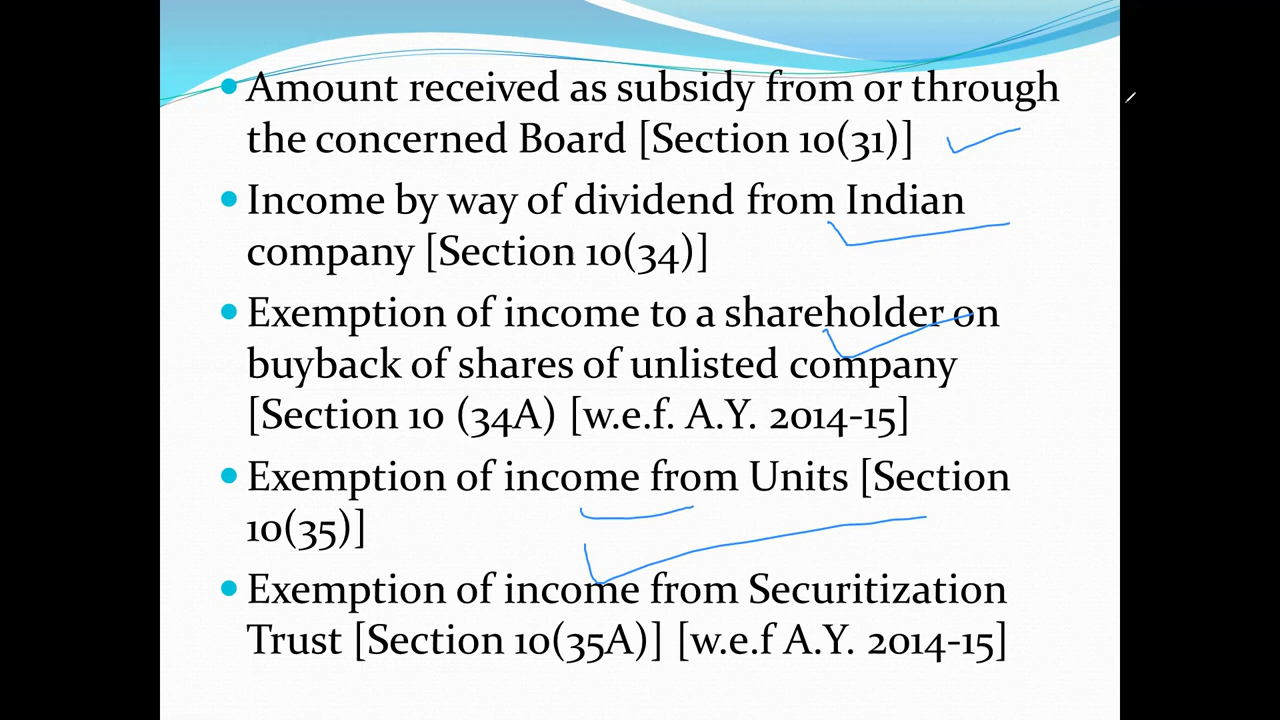 Amount received as subsidy from or through
the concerned Board [Section 10(31)]
Income by way of dividend from Indian
company [Section 10(34)]
Exemption of income to a shareholder on
buyback of shares of unlisted company
[Section 10 (34A) [w.e.f. A.Y. 2014-15]
Exemption of income from Units [Section
10(35)]
Exemption of income from Securitization
Trust [Section 10(35A)] [w.e.f A.Y. 2014-15]